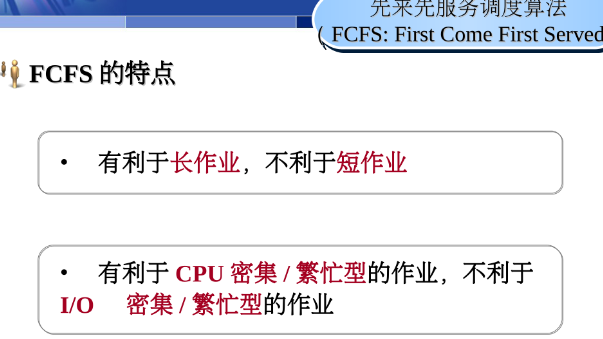 先来先服务调度算法
( FCFS: First Come First Served
FCFS 的特点
• 有利于长作业，不利于短作业
• 有利于 CPU 密集 / 繁忙型的作业，不利于
I/O 密集 / 繁忙型的作业